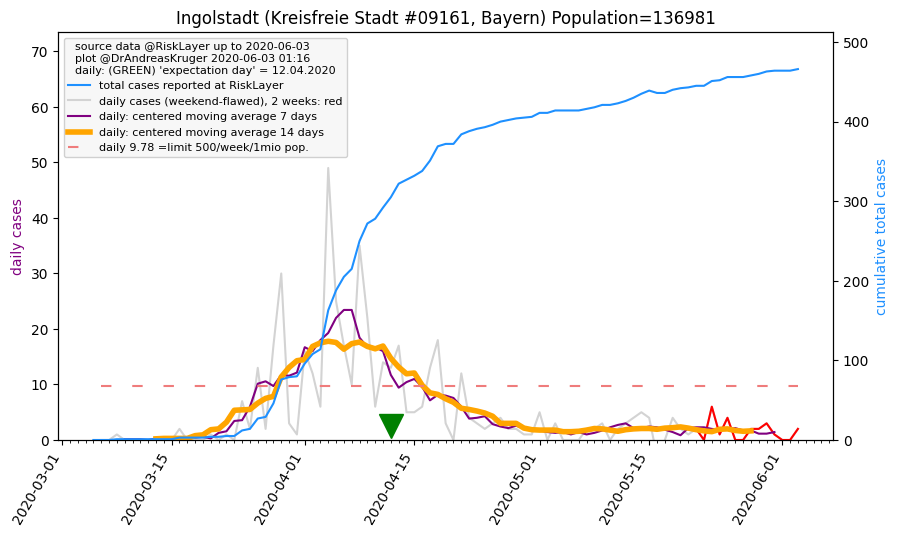 Ingolstadt (Kreisfreie Stadt #09161, Bayern) Population=136981
source data @RiskLayer up to 2020-06-03
plot @DrAndreasKruger 2020-06-03 01:16
daily: (GREEN) 'expectation day' = 12.04.2020
total cases reported at RiskLayer
daily cases (weekend-flawed), 2 weeks: red
daily: centered moving average 7 days
daily: centered moving average 14 days
daily 9.78 =limit 500/week/1mio pop.
daily cases
70
60
50
40
30
20
10
0
cumulative total cases
500
400
300
200
100
0
2020-03-01
2020-03-15
2020-04-01
2020-04-15
2020-05-01
2020-05-15
2020-06-01